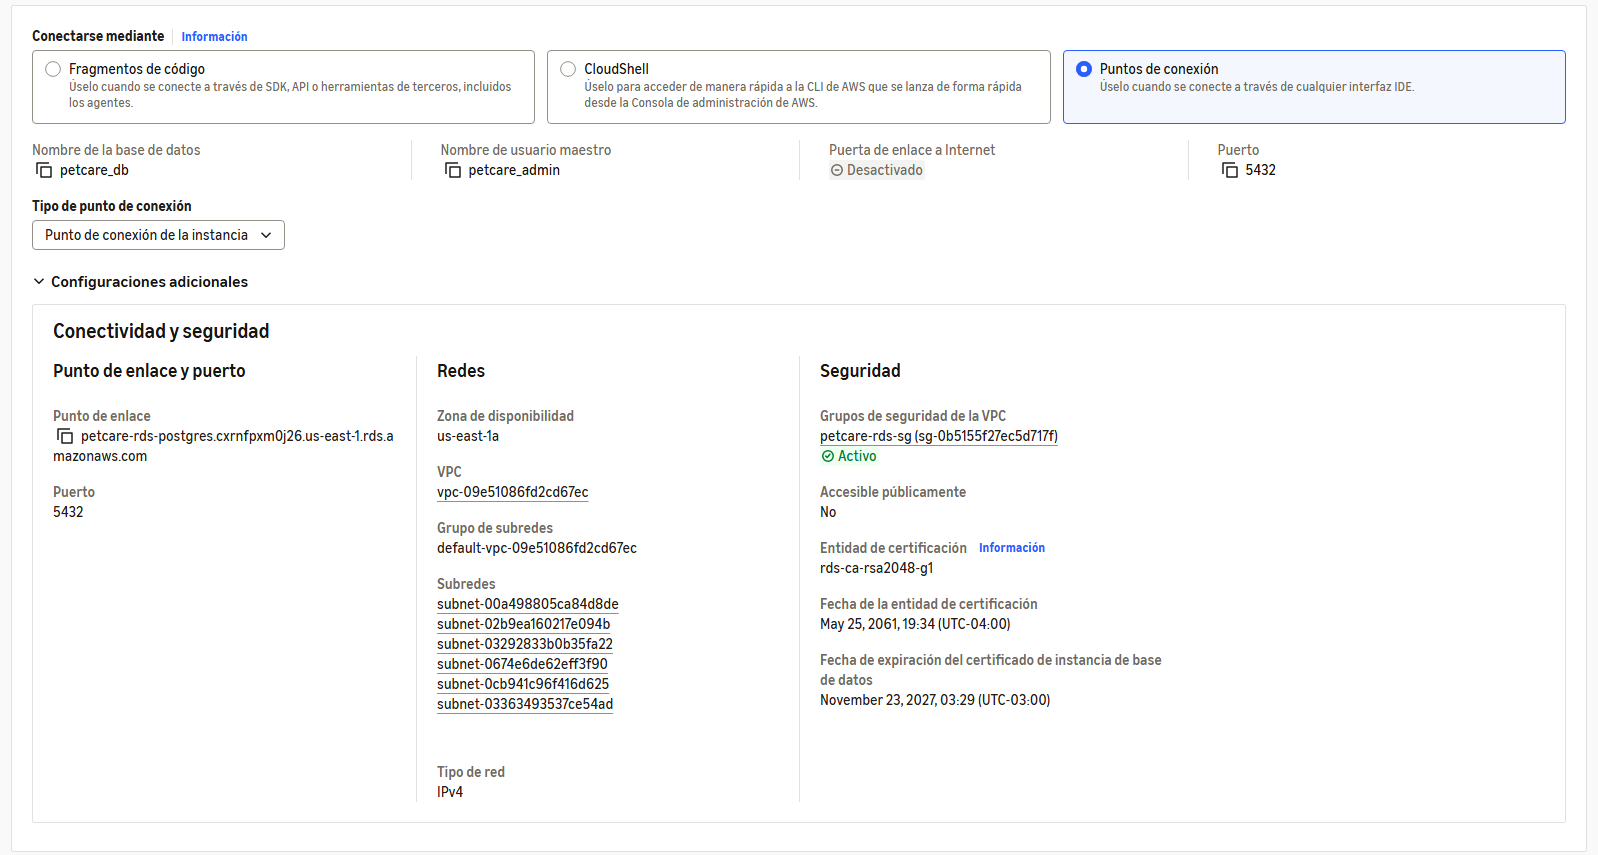 Conectarse mediante
Información
Fragmentos de código
Úselo cuando se conecte a través de SDK, API o herramientas de terceros, incluidos
los agentes.
CloudShell
Úselo para acceder de manera rápida a la CLI de AWS que se lanza de forma rápida
desde la Consola de administración de AWS.
Puntos de conexión
Úselo cuando se conecte a través de cualquier interfaz IDE.
Nombre de la base de datos
petcare_db
Nombre de usuario maestro
petcare_admin
Puerta de enlace a Internet
Desactivado
Puerto
5432
Tipo de punto de conexión
Punto de conexión de la instancia
Configuraciones adicionales
Conectividad y seguridad
Punto de enlace y puerto
Punto de enlace
petcare-rds-postgres.cxrnfpxm0j26.us-east-1.rds.a
mazonaws.com
Puerto
5432
Redes
Zona de disponibilidad
us-east-1a
VPC
vpc-09e51086fd2cd67ec
Grupo de subredes
default-vpc-09e51086fd2cd67ec
Subredes
subnet-00a498805ca84d8de
subnet-02b9ea160217e094b
subnet-03292833b0b35fa22
subnet-0674e6de62eff3f90
subnet-0cb941c96f416d625
subnet-03363493537ce54ad
Tipo de red
IPv4
Seguridad
Grupos de seguridad de la VPC
petcare-rds-sg (sg-0b5155f27ec5d717f)
Activo
Accesible públicamente
No
Entidad de certificación
Información
rds-ca-rsa2048-g1
Fecha de la entidad de certificación
May 25, 2061, 19:34 (UTC-04:00)
Fecha de expiración del certificado de instancia de base
de datos
November 23, 2027, 03:29 (UTC-03:00)